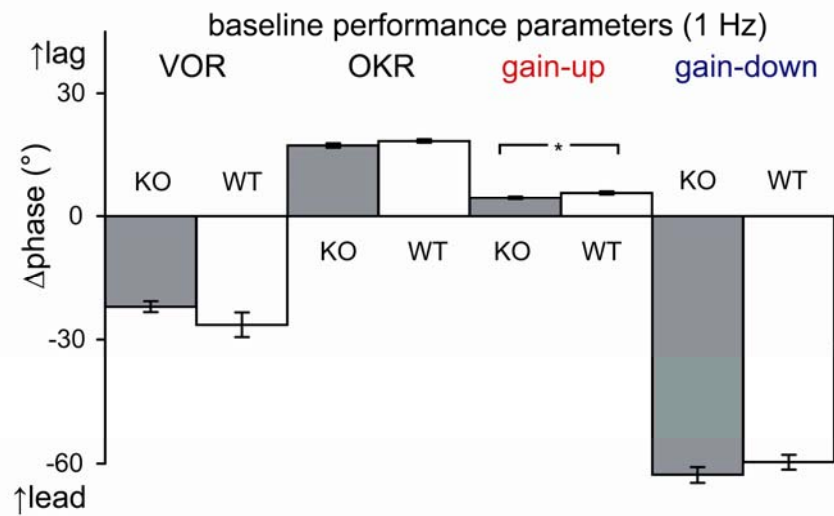 baseline performance parameters (1 Hz)
↑lag
VOR OKR gain-up gain-down
30
*
KO WT KO WT
0
KO WT KO WT
Δphase (°)
-30
-60
↑lead